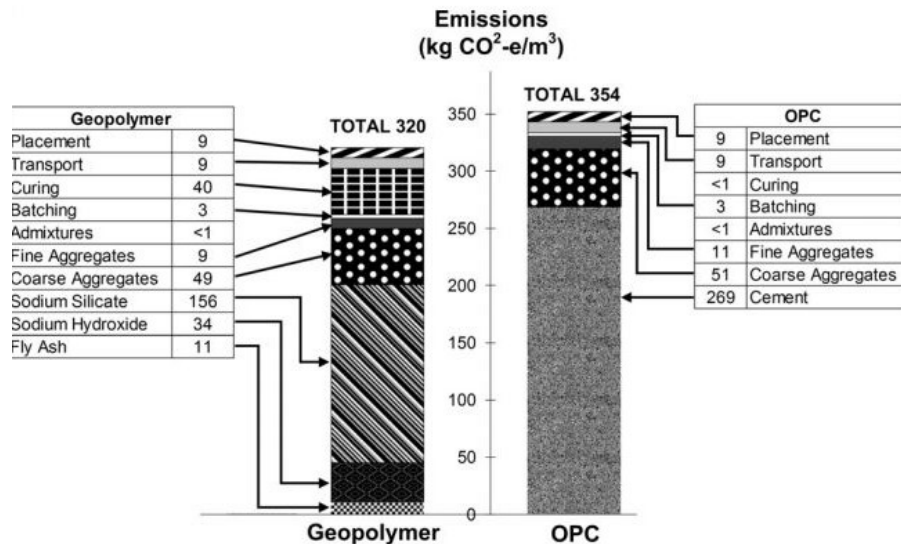 Emissions
(kg CO²-e/m³)
TOTAL 320
TOTAL 354
350
300
250
200
150
100
50
0
Geopolymer
Placement 9
Transport 9
Curing 40
Batching 3
Admixtures <1
Fine Aggregates 9
Coarse Aggregates 49
Sodium Silicate 156
Sodium Hydroxide 34
Fly Ash 11
OPC
9 Placement
9 Transport
<1 Curing
3 Batching
<1 Admixtures
11 Fine Aggregates
51 Coarse Aggregates
269 Cement
Geopolymer
OPC